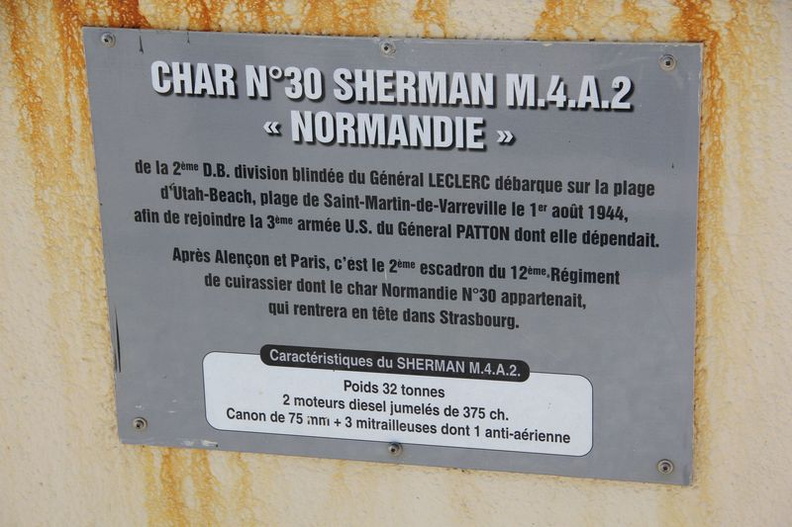 CHAR N°30 SHERMAN M.4.A.2
« NORMANDIE »
de la 2ème D.B. division blindée du Général LECLERC débarque sur la plage
d'Utah-Beach, plage de Saint-Martin-de-Varreville le 1er août 1944,
afin de rejoindre la 3ème armée U.S. du Géneral PATTON dont elle dépendait.
Après Alençon et Paris, c'est le 2ème escadron du 12ème Régiment
de cuirassier dont le char Normandie N°30 appartenait,
qui rentrera en tête dans Strasbourg.
Caractéristiques du SHERMAN M.4.A.2.
Poids 32 tonnes
2 moteurs diesel jumelés de 375 ch.
Canon de 75 mm + 3 mitrailleuses dont 1 anti-aérienne